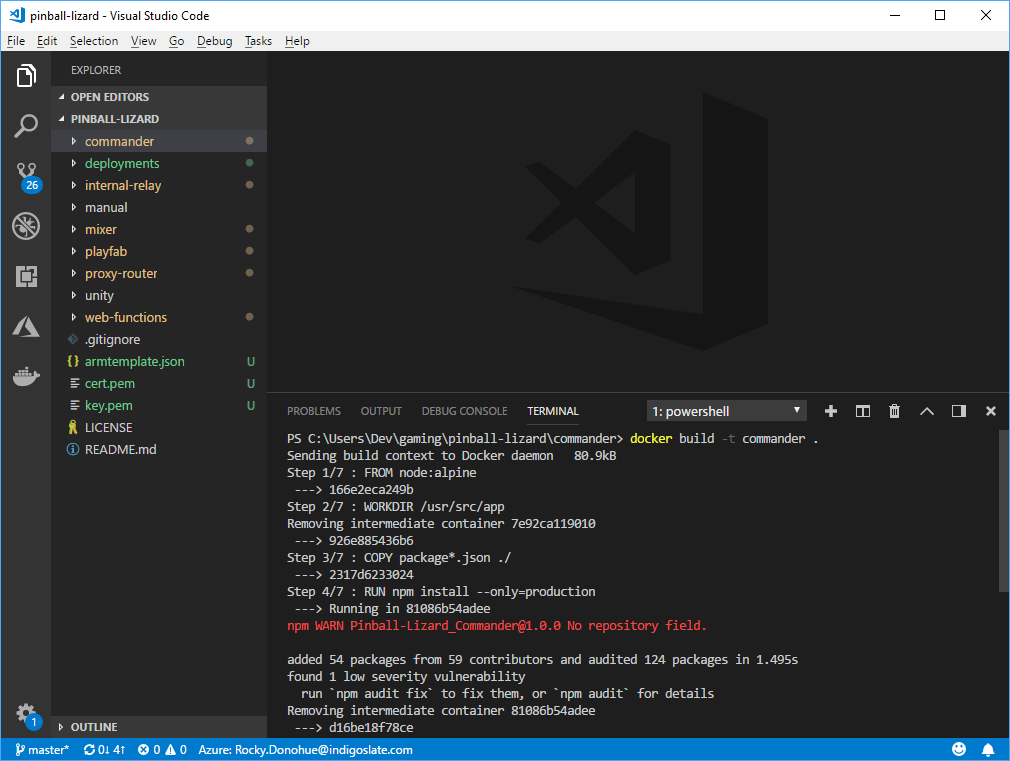 pinball-lizard - Visual Studio Code
File Edit Selection View Go Debug Tasks Help
EXPLORER
OPEN EDITORS
PINBALL-LIZARD
commander
deployments
internal-relay
manual
mixer
playfab
proxy-router
unity
web-functions
.gitignore
{} armtemplate.json U
cert.pem U
key.pem U
LICENSE
README.md
OUTLINE
26
1
PROBLEMS OUTPUT DEBUG CONSOLE TERMINAL 1: powershell
PS C:\Users\Dev\gaming\pinball-lizard\commander> docker build -t commander .
Sending build context to Docker daemon   80.9kB
Step 1/7 : FROM node:alpine
 ---> 166e2eca249b
Step 2/7 : WORKDIR /usr/src/app
Removing intermediate container 7e92ca119010
 ---> 926e885436b6
Step 3/7 : COPY package*.json ./
 ---> 2317d6233024
Step 4/7 : RUN npm install --only=production
 ---> Running in 81086b54adee
npm WARN Pinball-Lizard_Commander@1.0.0 No repository field.
added 54 packages from 59 contributors and audited 124 packages in 1.495s
found 1 low severity vulnerability
  run `npm audit fix` to fix them, or `npm audit` for details
Removing intermediate container 81086b54adee
 ---> d16be18f78ce
master* 0↓ 4↑ 0 0 Azure: Rocky.Donohue@indigoslate.com